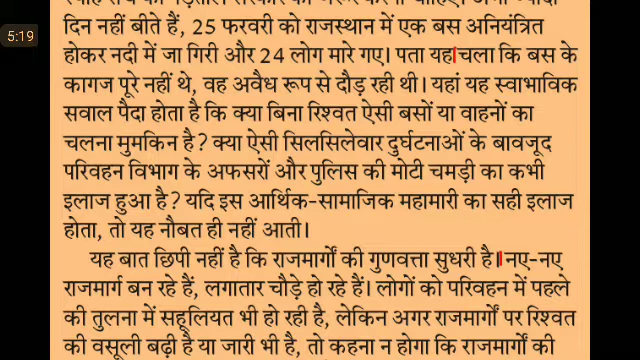 5:19
दिन नहीं बीते हैं, 25 फरवरी को राजस्थान में एक बस अनियंत्रित
होकर नदी में जा गिरी और 24 लोग मारे गए। पता यह चला कि बस के
कागज पूरे नहीं थे, वह अवैध रूप से दौड़ रही थी। यहां यह स्वाभाविक
सवाल पैदा होता है कि क्या बिना रिश्वत ऐसी बसों या वाहनों का
चलना मुमकिन है? क्या ऐसी सिलसिलेवार दुर्घटनाओं के बावजूद
परिवहन विभाग के अफसरों और पुलिस की मोटी चमड़ी का कभी
इलाज हुआ है? यदि इस आर्थिक-सामाजिक महामारी का सही इलाज
होता, तो यह नौबत ही नहीं आती।
यह बात छिपी नहीं है कि राजमार्गों की गुणवत्ता सुधरी है। नए-नए
राजमार्ग बन रहे हैं, लगातार चौड़े हो रहे हैं। लोगों को परिवहन में पहले
की तुलना में सहूलियत भी हो रही है, लेकिन अगर राजमार्गों पर रिश्वत
की वसूली बढ़ी है या जारी भी है, तो कहना न होगा कि राजमार्गों की